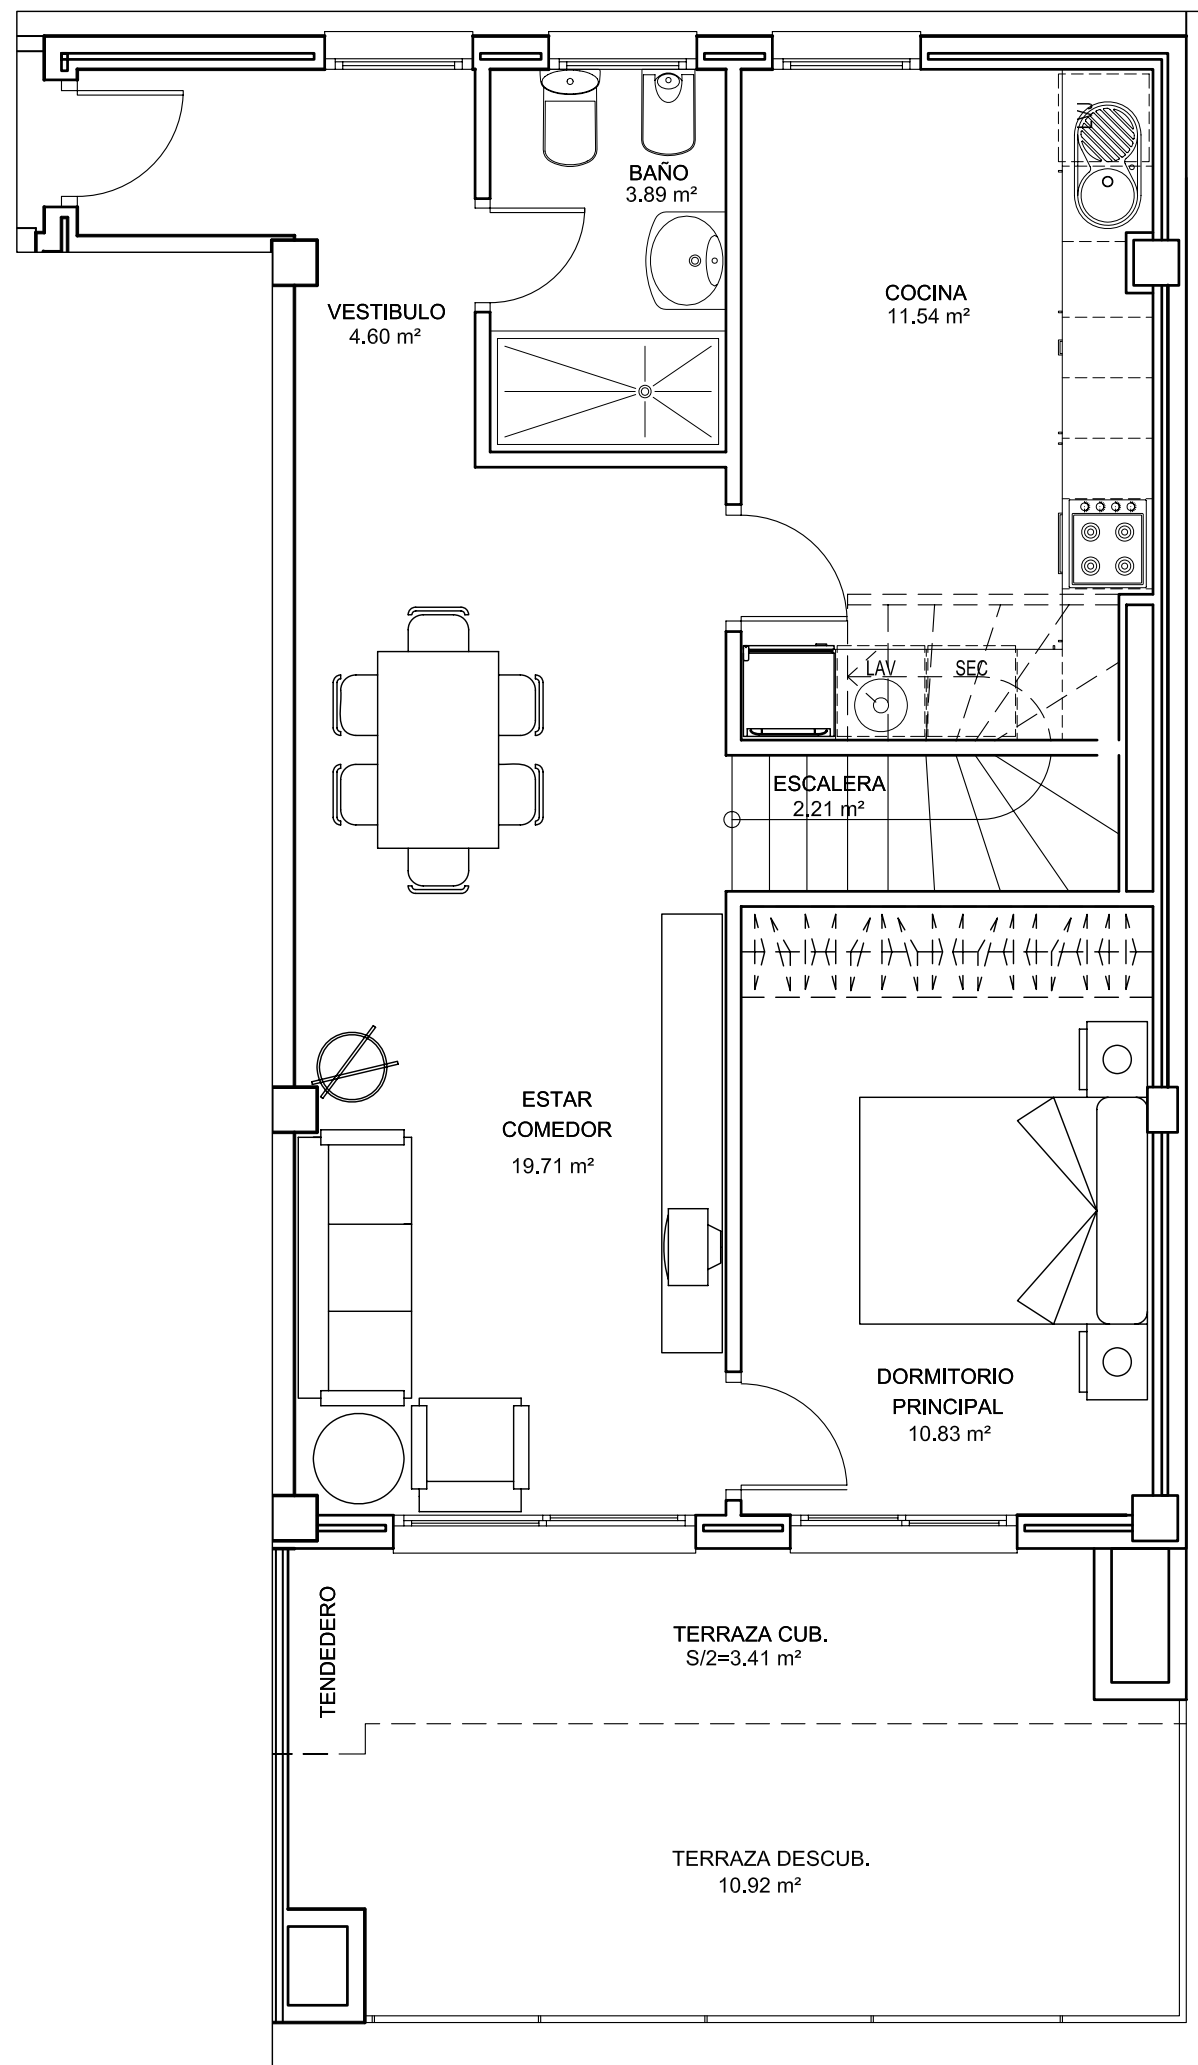 BAÑO
3.89 m²
COCINA
11.54 m²
VESTIBULO
4.60 m²
LAV
SEC
ESCALERA
2.21 m²
ESTAR
COMEDOR
19.71 m²
DORMITORIO
PRINCIPAL
10.83 m²
TENDEDERO
TERRAZA CUB.
S/2=3.41 m²
TERRAZA DESCUB.
10.92 m²